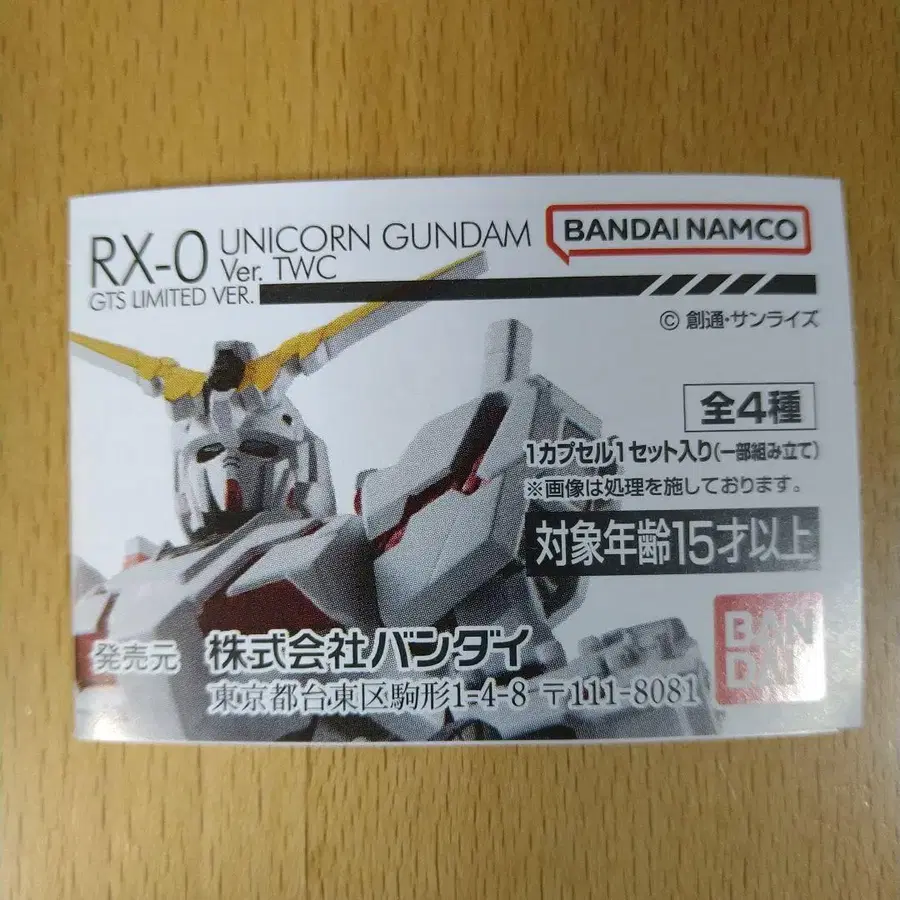 RX-0 UNICORN GUNDAM
Ver. TWC
GTS LIMITED VER.
BANDAI NAMCO
© 創通・サンライズ
全4種
1カプセル1セット入り(一部組み立て)
※画像は処理を施しております。
対象年齢15才以上
発売元 株式会社バンダイ
東京都台東区駒形1-4-8 〒111-8081
BAN
DAI